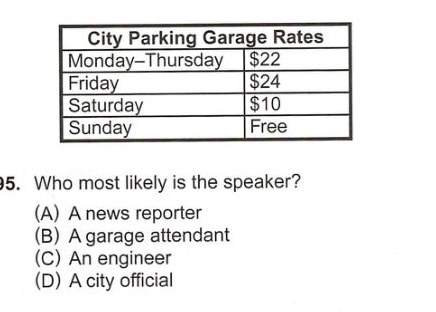 City Parking Garage Rates
Monday–Thursday $22
Friday $24
Saturday $10
Sunday Free
95. Who most likely is the speaker?
(A) A news reporter
(B) A garage attendant
(C) An engineer
(D) A city official